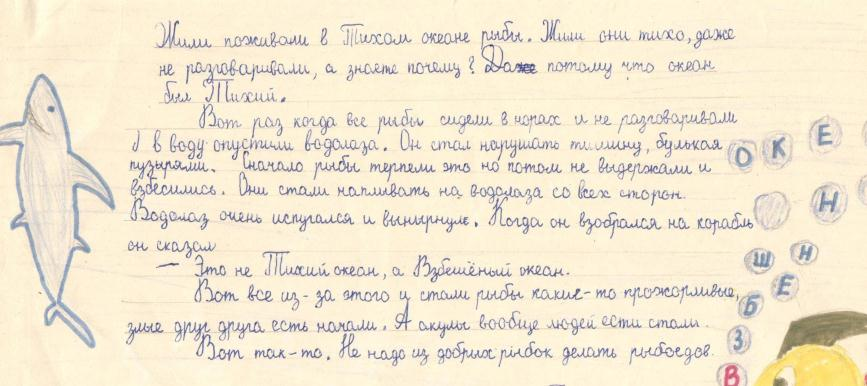 Жили поживали в Тихом океане рыбы. Жили они тихо, даже
не разговаривали, а знаете почему? Даже потому что океан
был Тихий.
Вот раз когда все рыбы сидели в норах и не разговаривали
в воду опустили водолаза. Он стал нарушать тишину, булькая
пузырями. Сначало рыбы терпели это но потом не выдержали и
взбесились. Они стали наплывать на водолаза со всех сторон.
Водолаз очень испугался и вынырнул. Когда он взобрался на корабль
он сказал
— Это не Тихий океан, а Взбешёный океан.
Вот все из-за этого и стали рыбы какие-то прожорливые,
злые друг друга есть начали. А акулы вообще людей ести стали.
Вот так-то. Не надо из добрых рыбок делать рыбоедов.
О К Е
Н
Ш Н
Е
Б
З
В